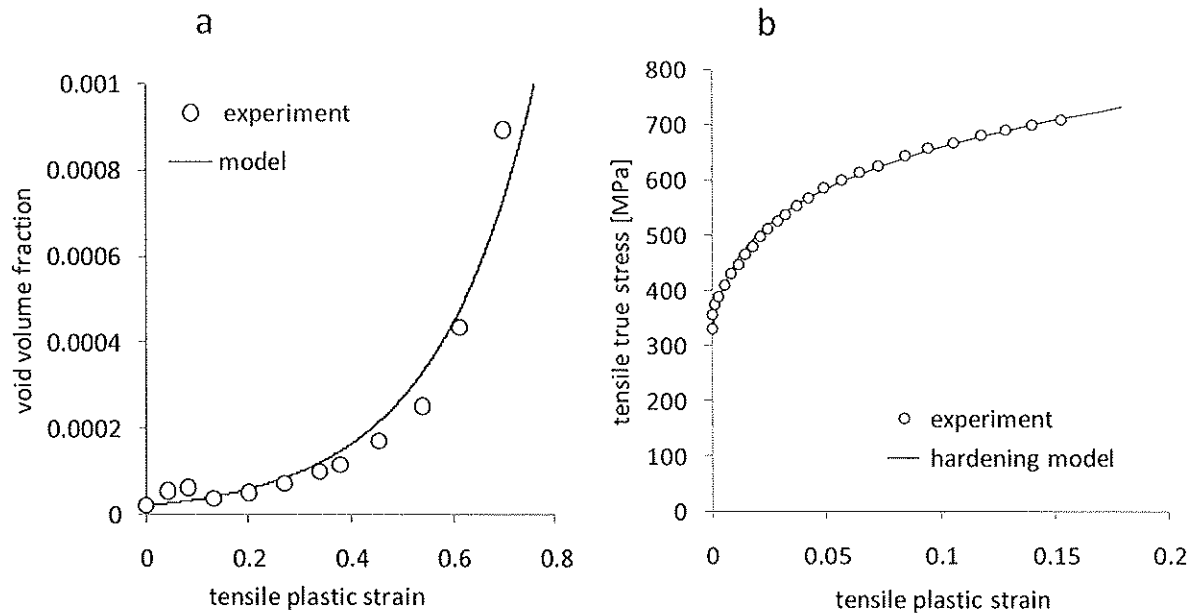 a
void volume fraction
0.001
0.0008
0.0006
0.0004
0.0002
0
experiment
model
0
0.2
0.4
0.6
0.8
tensile plastic strain
b
tensile true stress [MPa]
800
700
600
500
400
300
200
100
0
experiment
hardening model
0
0.05
0.1
0.15
0.2
tensile plastic strain